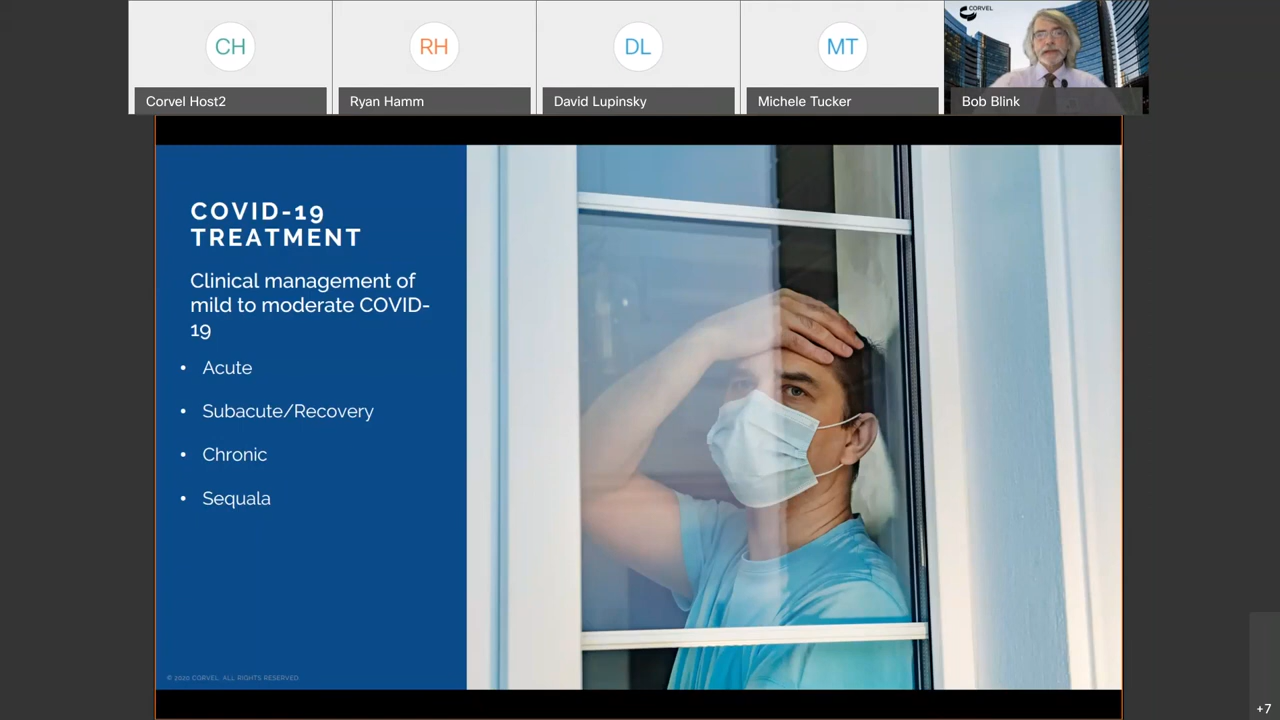 CH
RH
DL
MT
CORVEL
Corvel Host2
Ryan Hamm
David Lupinsky
Michele Tucker
Bob Blink
COVID-19
TREATMENT
Clinical management of
mild to moderate COVID-
19
• Acute
• Subacute/Recovery
• Chronic
• Sequala
© 2020 CORVEL. ALL RIGHTS RESERVED.
+7